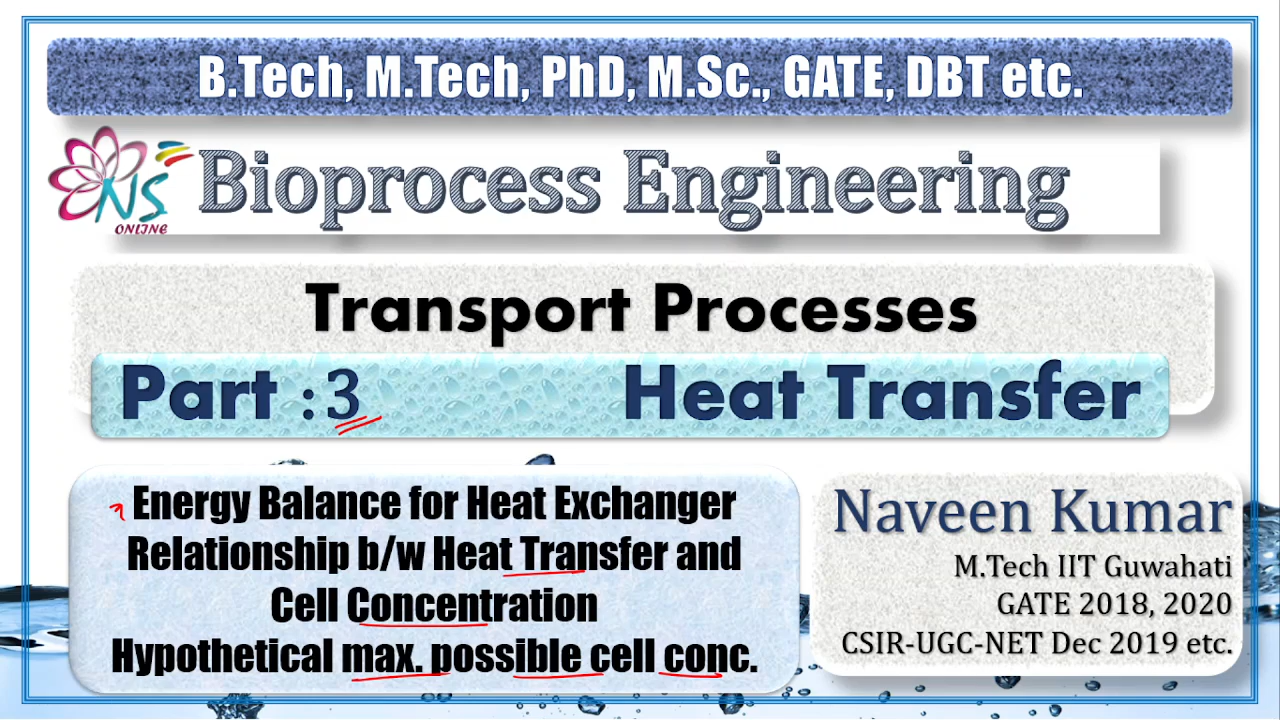 B.Tech, M.Tech, PhD, M.Sc., GATE, DBT etc.
NS
ONLINE
Bioprocess Engineering
Transport Processes
Part :3 Heat Transfer
Energy Balance for Heat Exchanger
Relationship b/w Heat Transfer and
Cell Concentration
Hypothetical max. possible cell conc.
Naveen Kumar
M.Tech IIT Guwahati
GATE 2018, 2020
CSIR-UGC-NET Dec 2019 etc.